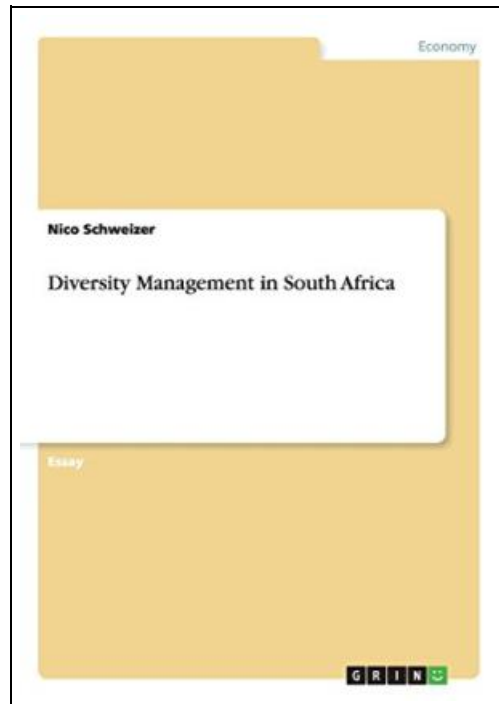 Economy
Nico Schweizer
Diversity Management in South Africa
Essay
GRIN